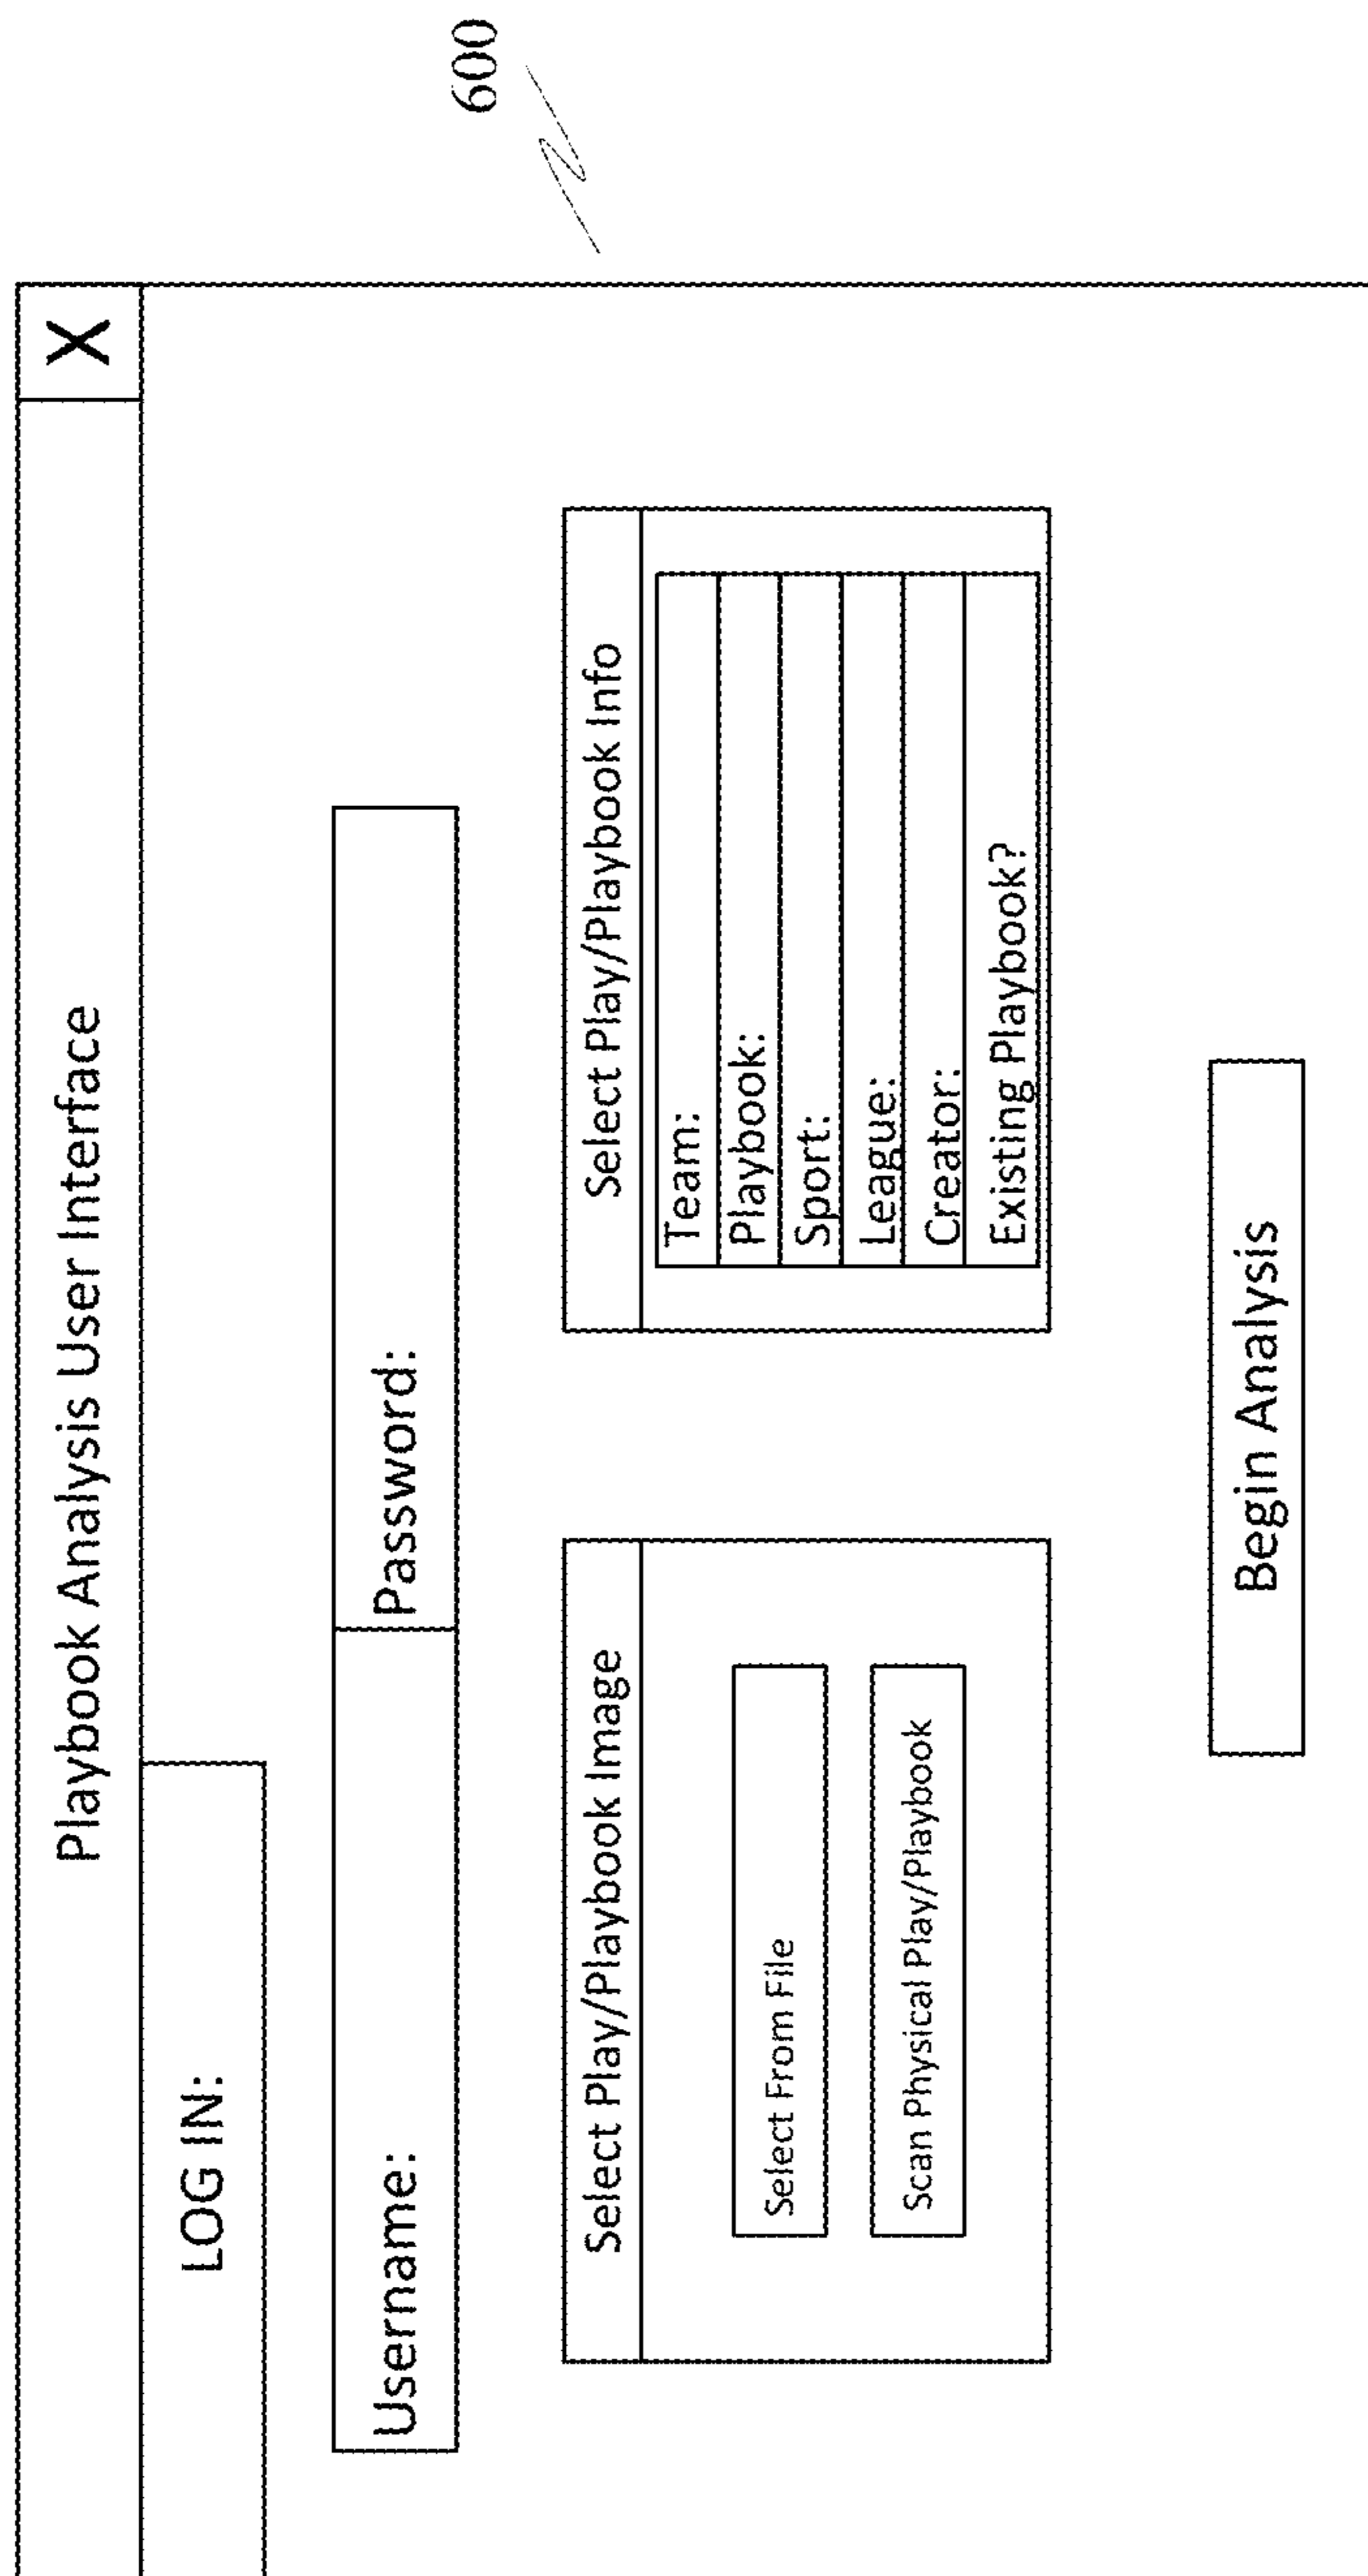 600
Playbook Analysis User Interface
X
LOG IN:
Username:
Password:
Select Play/Playbook Image
Select From File
Scan Physical Play/Playbook
Select Play/Playbook Info
Team:
Playbook:
Sport:
League:
Creator:
Existing Playbook?
Begin Analysis